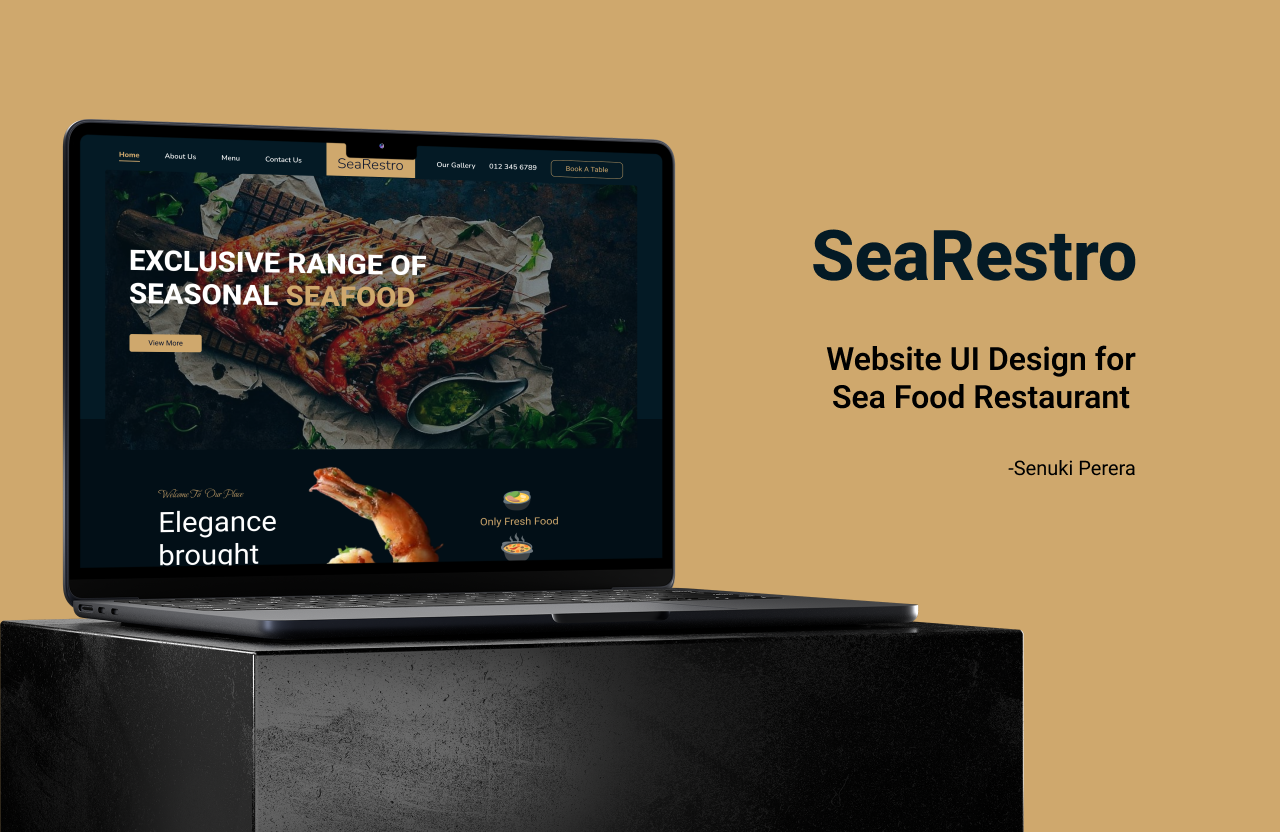 Home
About Us
Menu
Contact Us
SeaRestro
Our Gallery
012 345 6789
Book A Table
EXCLUSIVE RANGE OF
SEASONAL SEAFOOD
View More
Welcome To Our Place
Elegance
brought
Only Fresh Food
SeaRestro
Website UI Design for
Sea Food Restaurant
-Senuki Perera